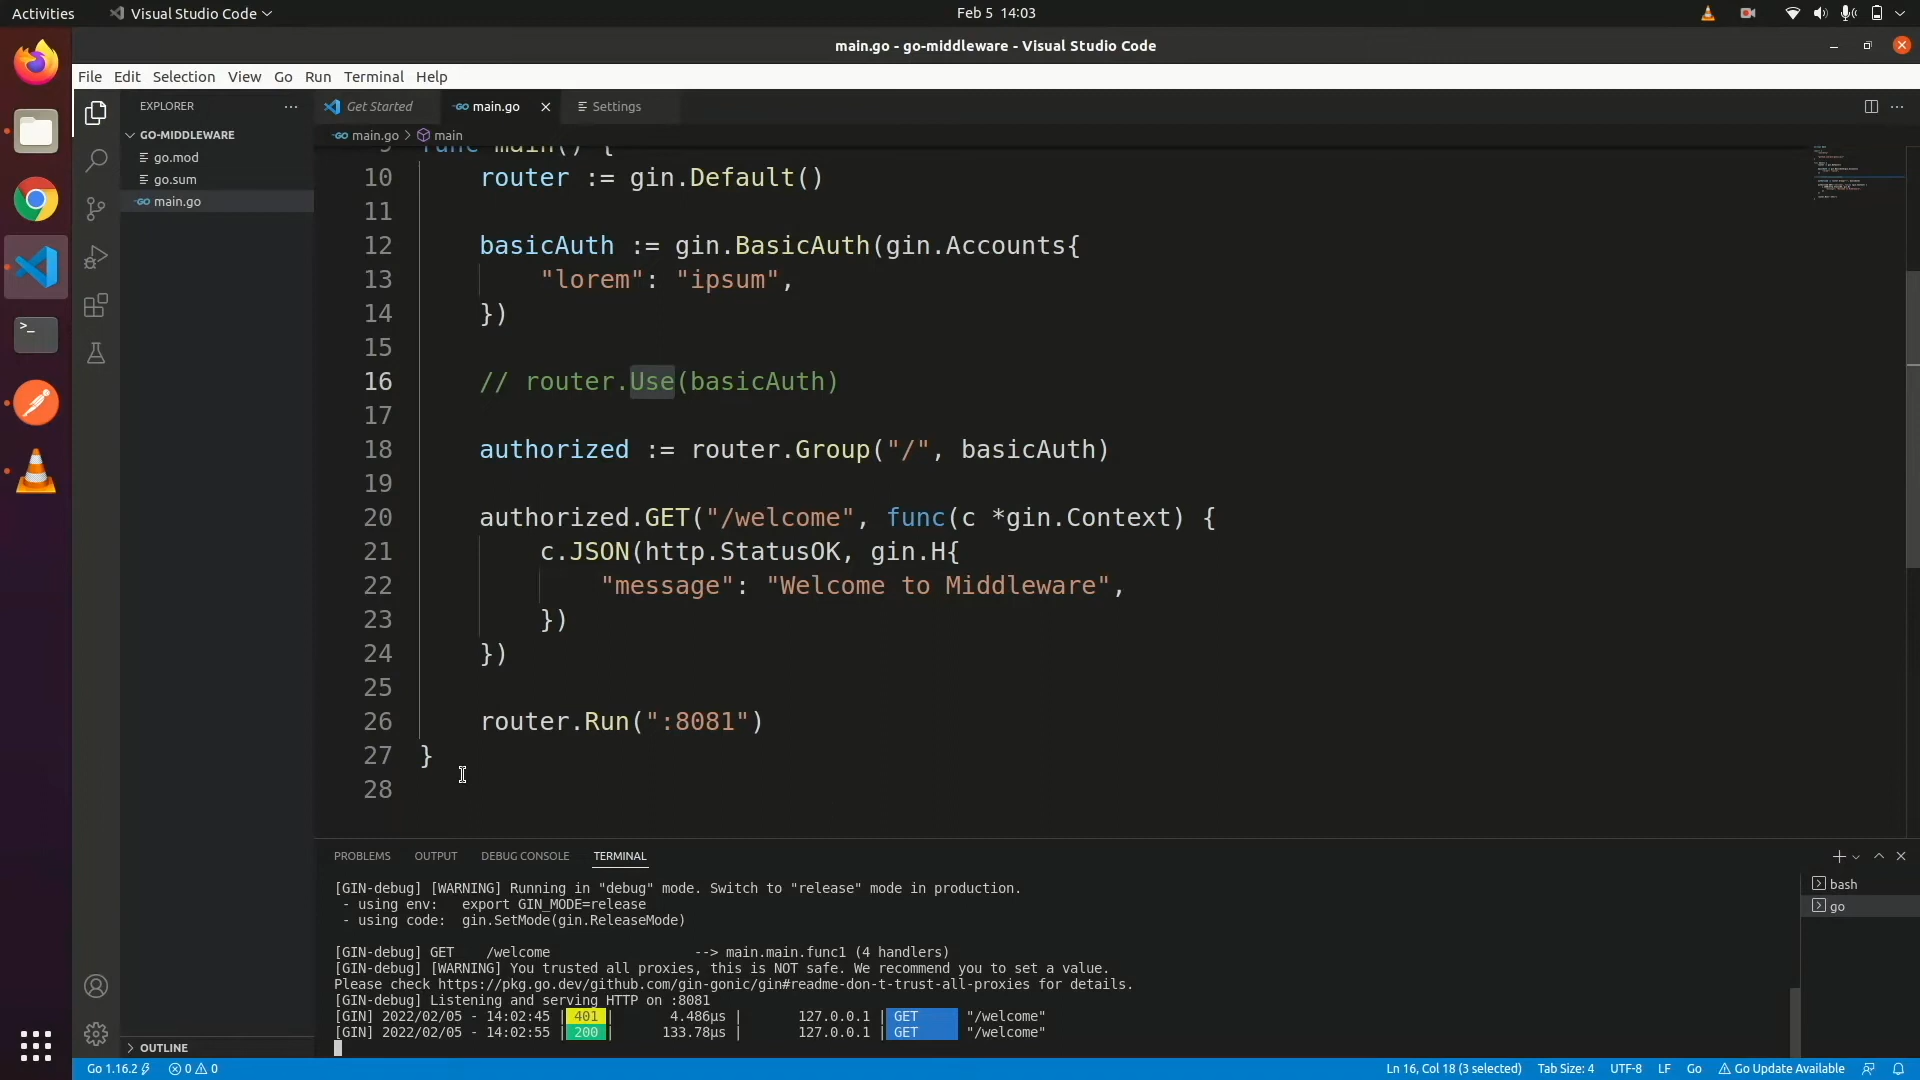 Activities
Visual Studio Code
Feb 5 14:03
main.go - go-middleware - Visual Studio Code
File Edit Selection View Go Run Terminal Help
EXPLORER
Get Started
main.go
Settings
GO-MIDDLEWARE
main.go > main
go.mod
go.sum
main.go
9 func main() {
10 router := gin.Default()
11
12 basicAuth := gin.BasicAuth(gin.Accounts{
13 "lorem": "ipsum",
14 })
15
16 // router.Use(basicAuth)
17
18 authorized := router.Group("/", basicAuth)
19
20 authorized.GET("/welcome", func(c *gin.Context) {
21 c.JSON(http.StatusOK, gin.H{
22 "message": "Welcome to Middleware",
23 })
24 })
25
26 router.Run(":8081")
27 }
28
PROBLEMS OUTPUT DEBUG CONSOLE TERMINAL
[GIN-debug] [WARNING] Running in "debug" mode. Switch to "release" mode in production.
- using env: export GIN_MODE=release
- using code: gin.SetMode(gin.ReleaseMode)
[GIN-debug] GET /welcome --> main.main.func1 (4 handlers)
[GIN-debug] [WARNING] You trusted all proxies, this is NOT safe. We recommend you to set a value.
Please check https://pkg.go.dev/github.com/gin-gonic/gin#readme-don-t-trust-all-proxies for details.
[GIN-debug] Listening and serving HTTP on :8081
[GIN] 2022/02/05 - 14:02:45 | 401 | 4.486µs | 127.0.0.1 | GET "/welcome"
[GIN] 2022/02/05 - 14:02:55 | 200 | 133.78µs | 127.0.0.1 | GET "/welcome"
bash
go
OUTLINE
Go 1.16.2 0 0 Ln 16, Col 18 (3 selected) Tab Size: 4 UTF-8 LF Go Go Update Available